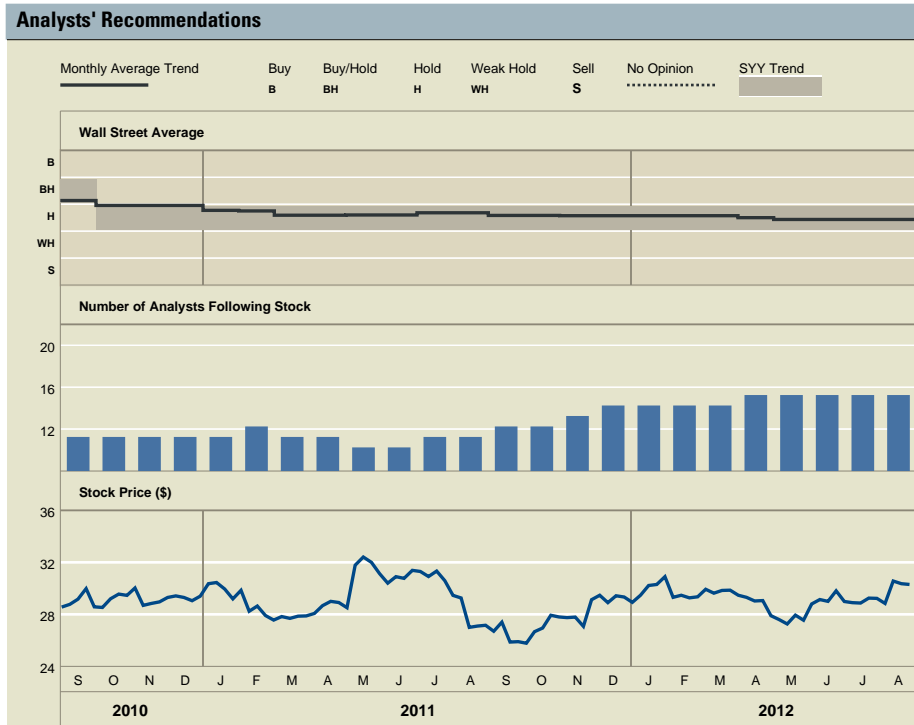 Analysts' Recommendations
Monthly Average Trend Buy Buy/Hold Hold Weak Hold Sell No Opinion SYY Trend
B BH H WH S
Wall Street Average
B
BH
H
WH
S
Number of Analysts Following Stock
20
16
12
Stock Price ($)
36
32
28
24
S O N D J F M A M J J A S O N D J F M A M J J A
2010 2011 2012